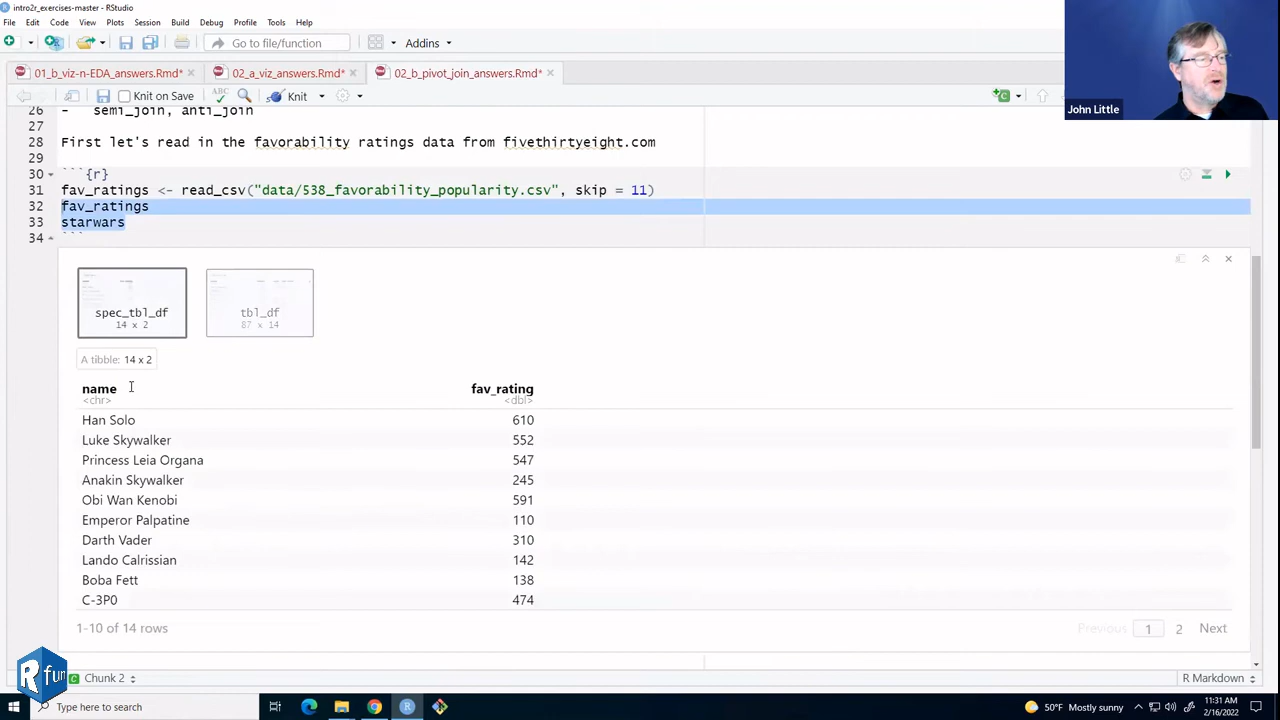 intro2r_exercises-master - RStudio
File Edit Code View Plots Session Build Debug Profile Tools Help
Go to file/function Addins
01_b_viz-n-EDA_answers.Rmd* 02_a_viz_answers.Rmd* 02_b_pivot_join_answers.Rmd*
Knit on Save ABC Knit
John Little
26 - semi_join, anti_join
27
28 First let's read in the favorability ratings data from fivethirtyeight.com
29
30 ```{r}
31 fav_ratings <- read_csv("data/538_favorability_popularity.csv", skip = 11)
32 fav_ratings
33 starwars
34 ```
spec_tbl_df tbl_df
14 x 2 87 x 14
A tibble: 14 x 2
name fav_rating
<chr> <dbl>
Han Solo 610
Luke Skywalker 552
Princess Leia Organa 547
Anakin Skywalker 245
Obi Wan Kenobi 591
Emperor Palpatine 110
Darth Vader 310
Lando Calrissian 142
Boba Fett 138
C-3P0 474
1-10 of 14 rows Previous 1 2 Next
R fun
Chunk 2 R Markdown
Type here to search 50°F Mostly sunny 11:31 AM
2/16/2022